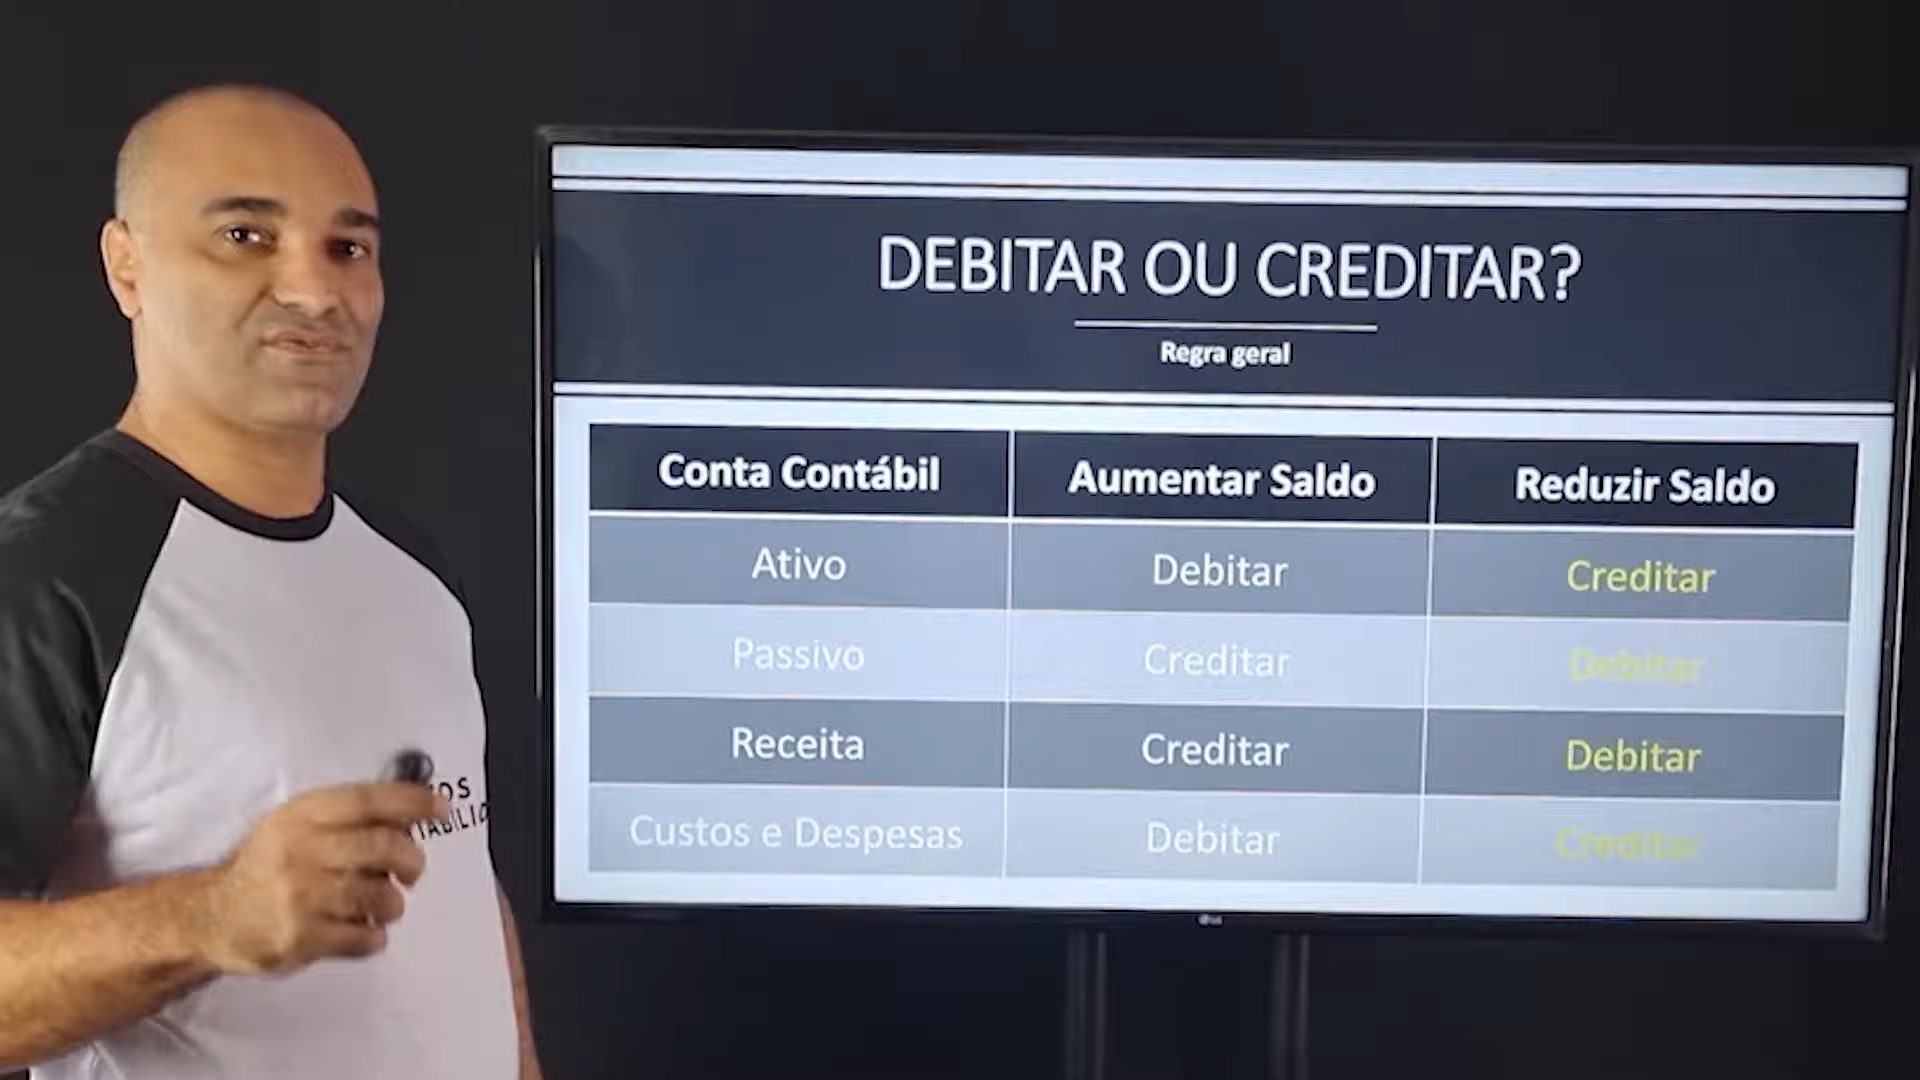 DEBITAR OU CREDITAR?
Regra geral
Conta Contábil Aumentar Saldo Reduzir Saldo
Ativo Debitar Creditar
Passivo Creditar Debitar
Receita Creditar Debitar
Custos e Despesas Debitar Creditar